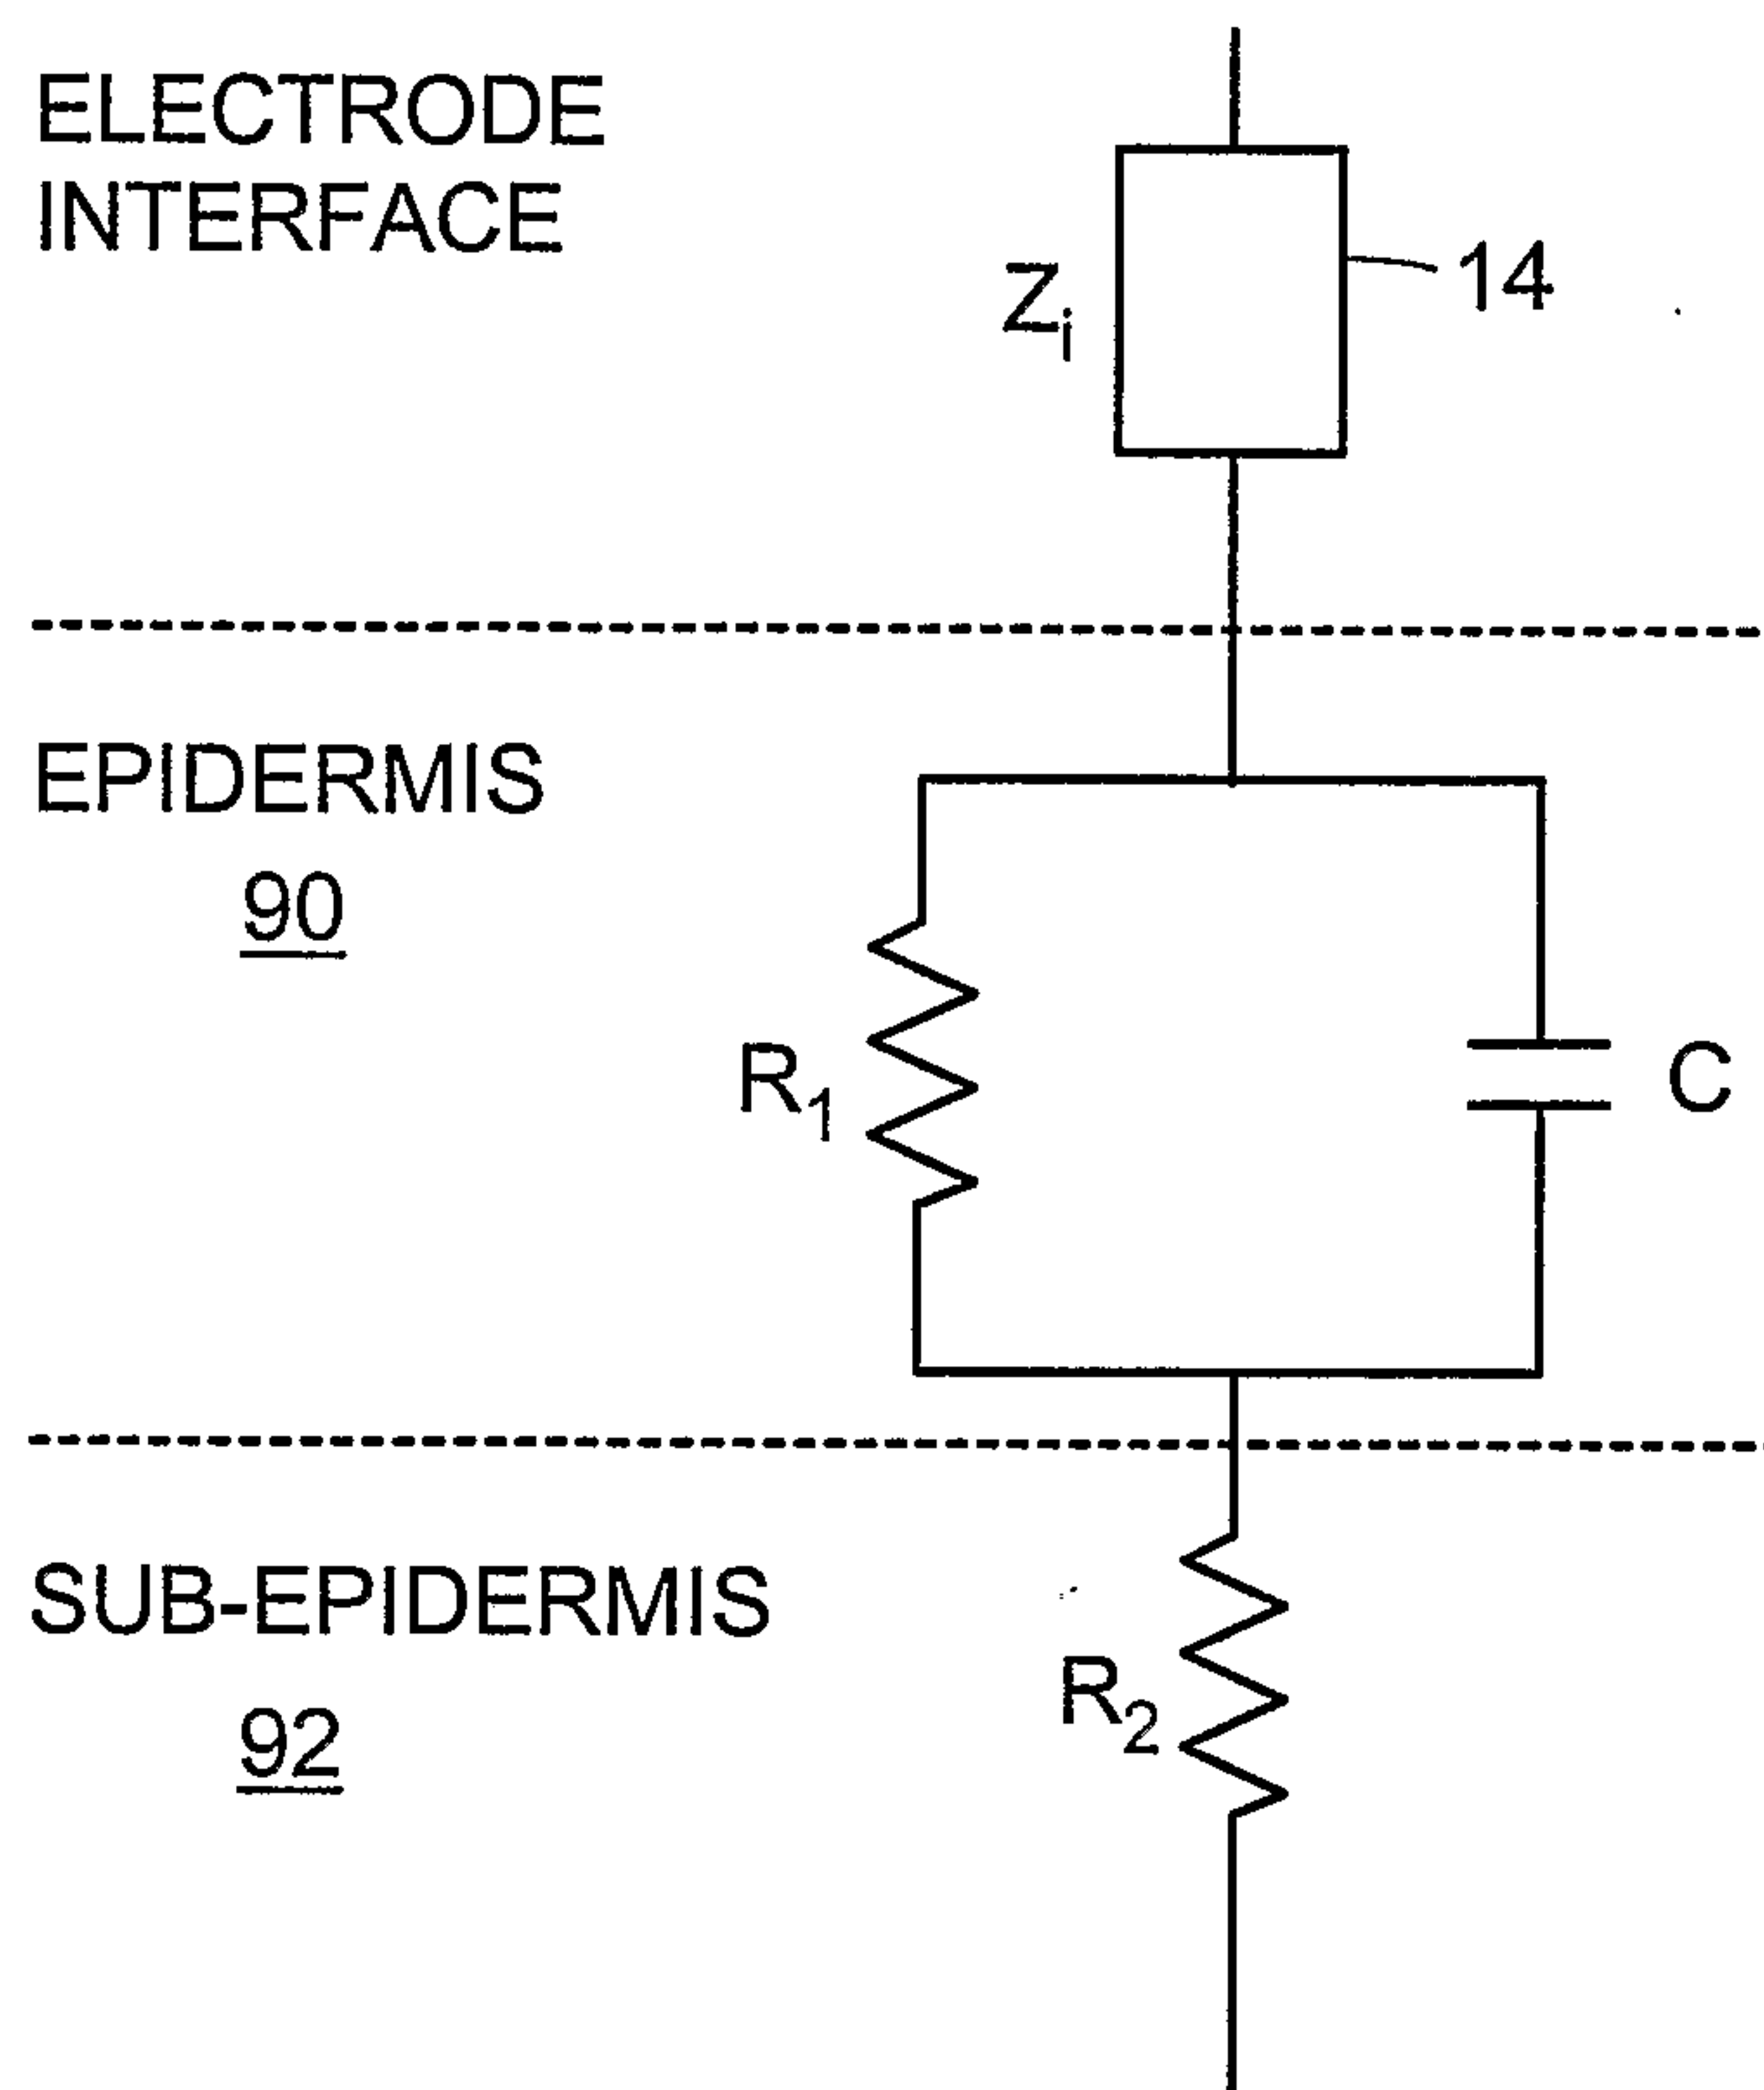 ELECTRODE
INTERFACE
Zi
14
EPIDERMIS
90
R1
C
SUB-EPIDERMIS
R2
92